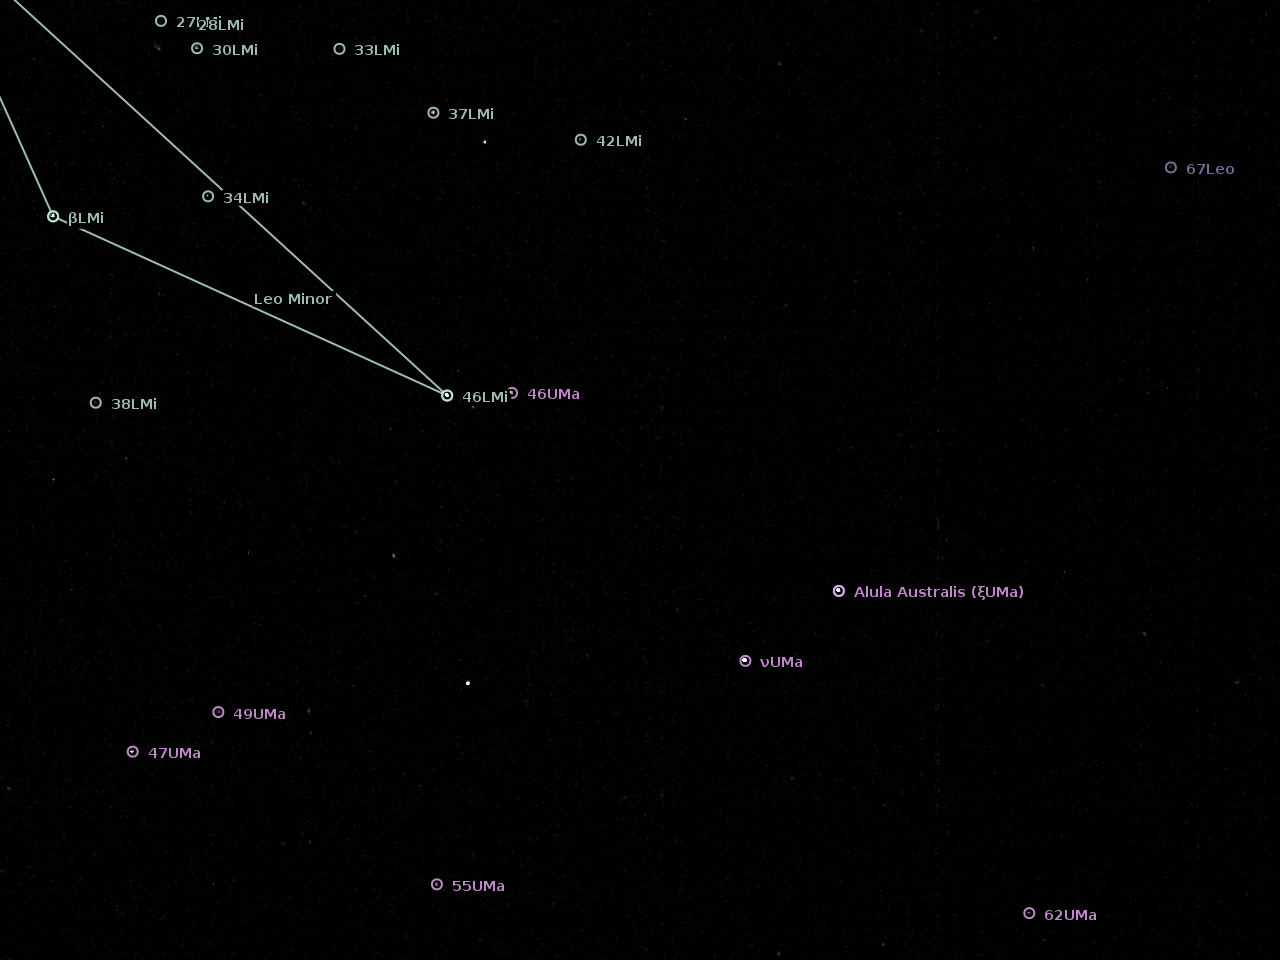 27LMi
28LMi
30LMi
33LMi
37LMi
42LMi
67Leo
34LMi
βLMi
Leo Minor
46LMi
46UMa
38LMi
Alula Australis (ξUMa)
νUMa
49UMa
47UMa
55UMa
62UMa